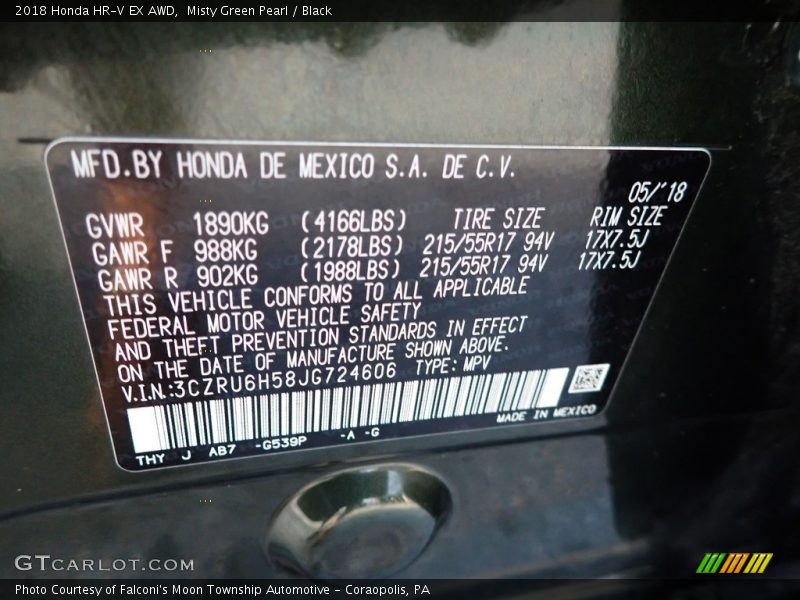 2018 Honda HR-V EX AWD,  Misty Green Pearl / Black
MFD.BY HONDA DE MEXICO S.A. DE C.V.
05/'18
GVWR 1890KG (4166LBS) TIRE SIZE RIM SIZE
GAWR F 988KG (2178LBS) 215/55R17 94V 17X7.5J
GAWR R 902KG (1988LBS) 215/55R17 94V 17X7.5J
THIS VEHICLE CONFORMS TO ALL APPLICABLE
FEDERAL MOTOR VEHICLE SAFETY
AND THEFT PREVENTION STANDARDS IN EFFECT
ON THE DATE OF MANUFACTURE SHOWN ABOVE.
V.I.N.:3CZRU6H58JG724606 TYPE: MPV
MADE IN MEXICO
THY J AB7 -G539P -A -G
GTCARLOT.COM
Photo Courtesy of Falconi's Moon Township Automotive - Coraopolis, PA